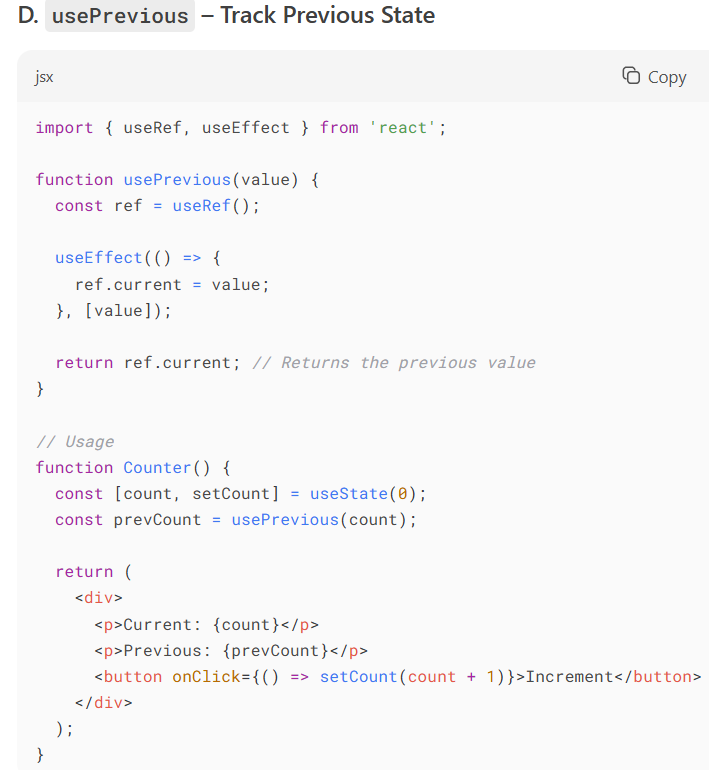 D. usePrevious – Track Previous State
jsx
Copy
import { useRef, useEffect } from 'react';
function usePrevious(value) {
  const ref = useRef();
  useEffect(() => {
    ref.current = value;
  }, [value]);
  return ref.current; // Returns the previous value
}
// Usage
function Counter() {
  const [count, setCount] = useState(0);
  const prevCount = usePrevious(count);
  return (
    <div>
      <p>Current: {count}</p>
      <p>Previous: {prevCount}</p>
      <button onClick={() => setCount(count + 1)}>Increment</button>
    </div>
  );
}